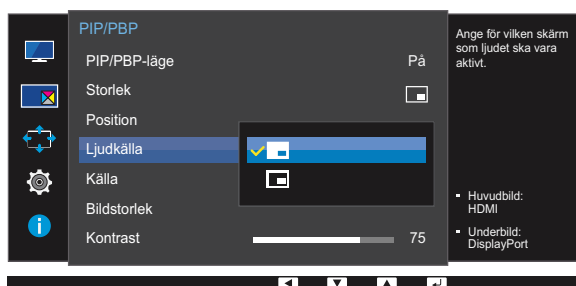 PIP/PBP
PIP/PBP-läge På
Storlek
Position
Ljudkälla
Källa
Bildstorlek
Kontrast 75
Ange för vilken skärm
som ljudet ska vara
aktivt.
Huvudbild:
HDMI
Underbild:
DisplayPort